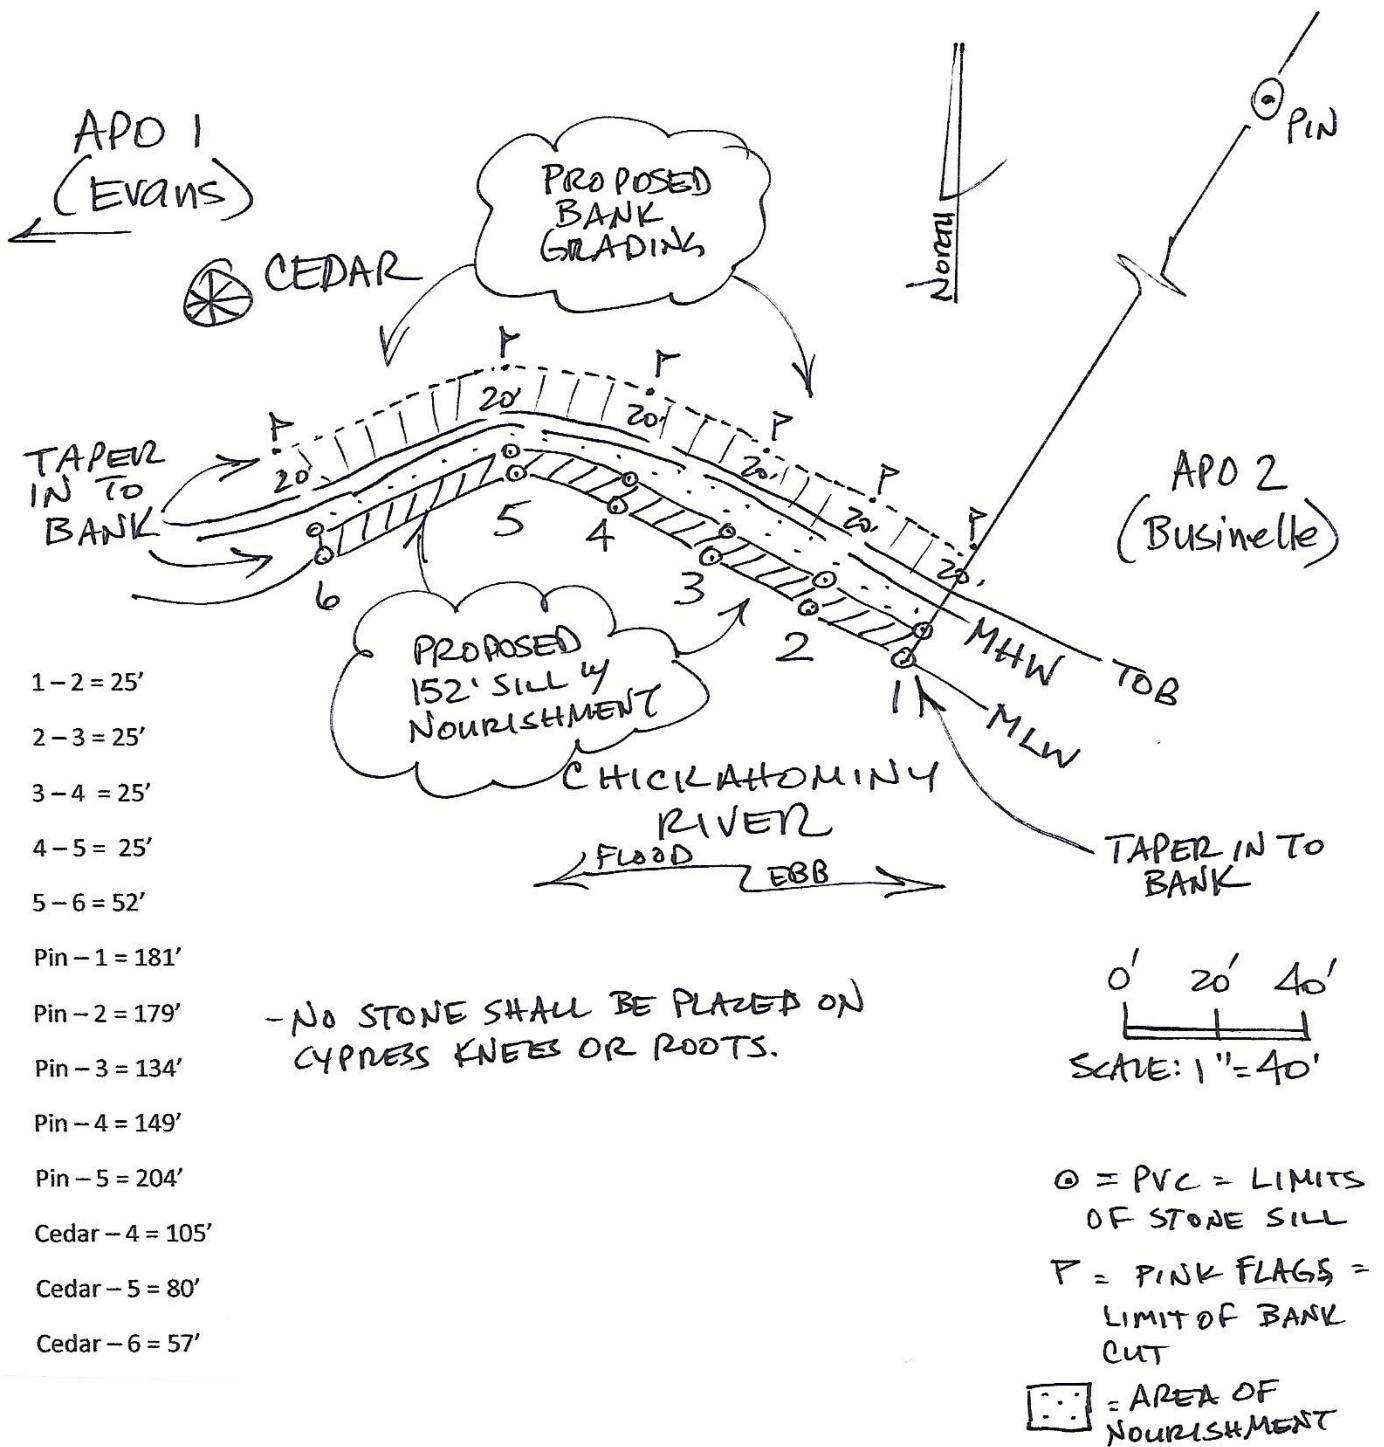 APO 1
(Evans)
CEDAR
PROPOSED
BANK
GRADING
North
PIN
TAPER
IN TO
BANK
20'
20'
20'
20'
20'
20'
APO 2
(Businelle)
6
5
4
3
2
1
MHW
TOB
MLW
PROPOSED
152' SILL W/
NOURISHMENT
CHICKAHOMINY
RIVER
FLOOD
EBB
TAPER IN TO
BANK
1 – 2 = 25'
2 – 3 = 25'
3 – 4 = 25'
4 – 5 = 25'
5 – 6 = 52'
Pin – 1 = 181'
Pin – 2 = 179'
Pin – 3 = 134'
Pin – 4 = 149'
Pin – 5 = 204'
Cedar – 4 = 105'
Cedar – 5 = 80'
Cedar – 6 = 57'
- NO STONE SHALL BE PLACED ON
CYPRESS KNEES OR ROOTS.
0' 20' 40'
SCALE: 1" = 40'
= PVC = LIMITS
OF STONE SILL
= PINK FLAGS =
LIMIT OF BANK
CUT
= AREA OF
NOURISHMENT